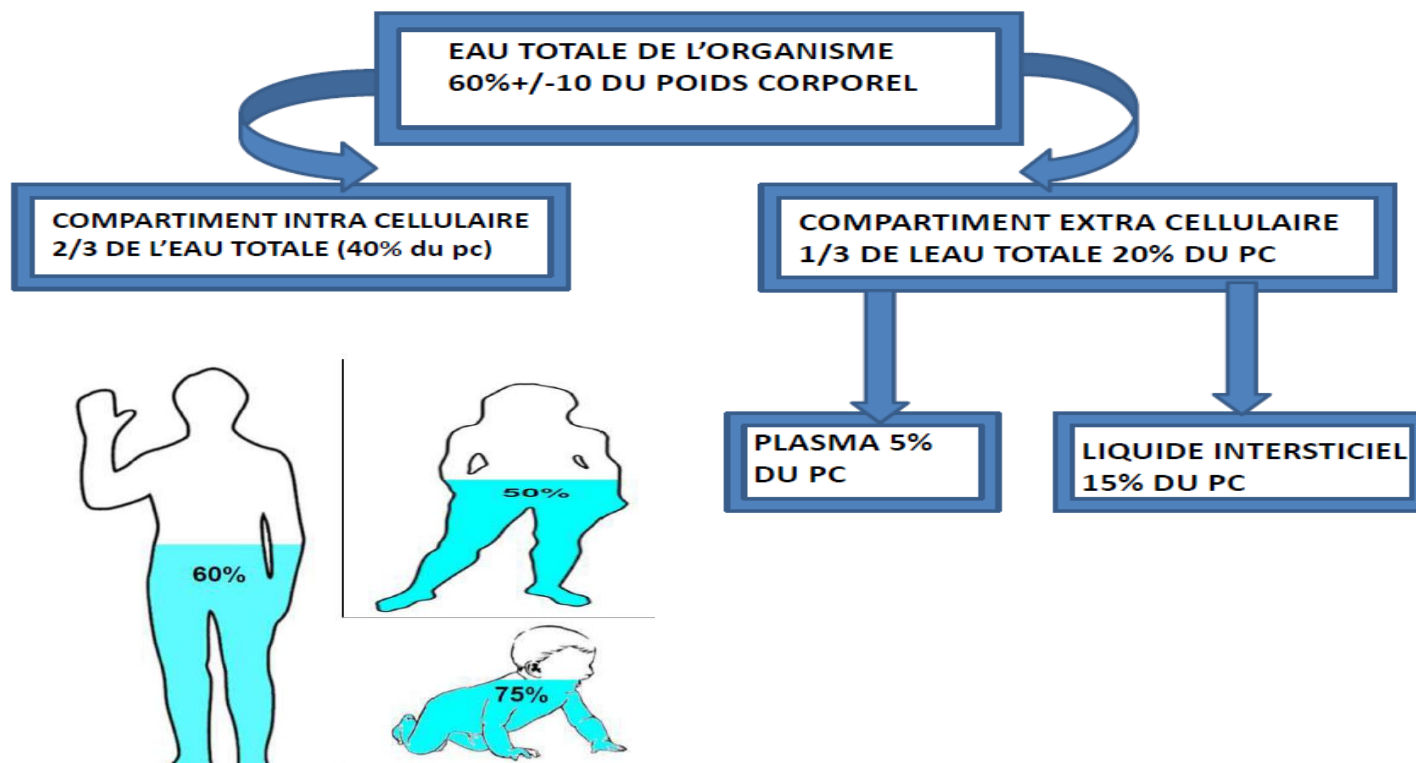 EAU TOTALE DE L’ORGANISME
60%+/-10 DU POIDS CORPOREL
COMPARTIMENT INTRA CELLULAIRE
2/3 DE L’EAU TOTALE (40% du pc)
COMPARTIMENT EXTRA CELLULAIRE
1/3 DE LEAU TOTALE 20% DU PC
PLASMA 5%
DU PC
LIQUIDE INTERSTICIEL
15% DU PC
60%
50%
75%